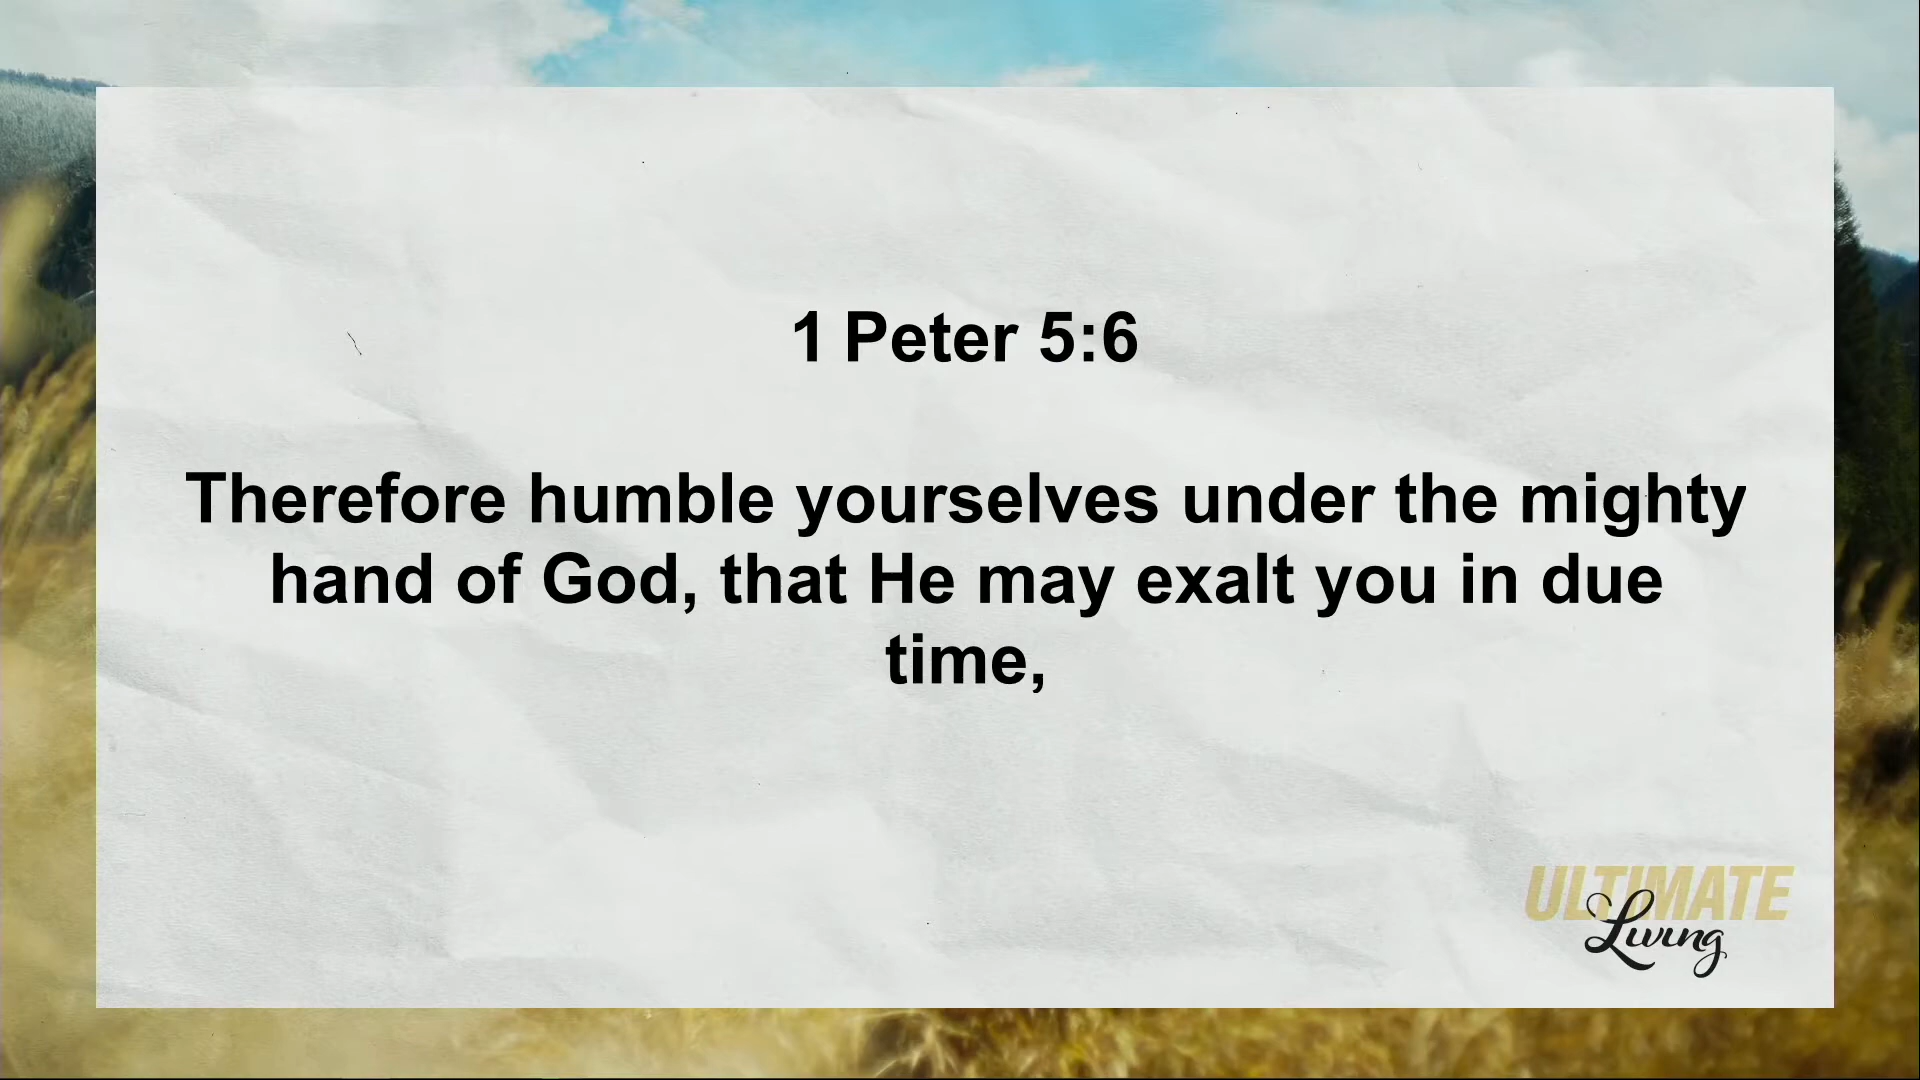 1 Peter 5:6
Therefore humble yourselves under the mighty
hand of God, that He may exalt you in due
time,
ULTIMATE
Living